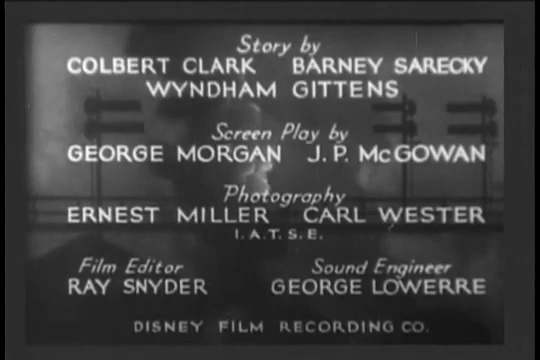 Story by
COLBERT CLARK BARNEY SARECKY
WYNDHAM GITTENS
Screen Play by
GEORGE MORGAN J. P. McGOWAN
Photography
ERNEST MILLER CARL WESTER
I. A. T. S. E.
Film Editor Sound Engineer
RAY SNYDER GEORGE LOWERRE
DISNEY FILM RECORDING CO.